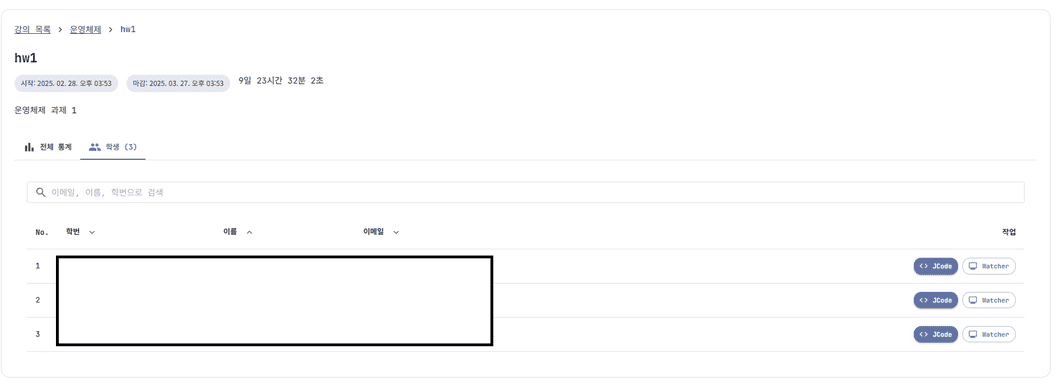 강의 목록 > 운영체제 > hw1
hw1
시작: 2025. 02. 28. 오후 03:53 마감: 2025. 03. 27. 오후 03:53 9일 23시간 32분 2초
운영체제 과제 1
전체 통계 학생 (3)
이메일, 이름, 학번으로 검색
No. 학번 이름 이메일 작업
1 <> JCode Watcher
2 <> JCode Watcher
3 <> JCode Watcher